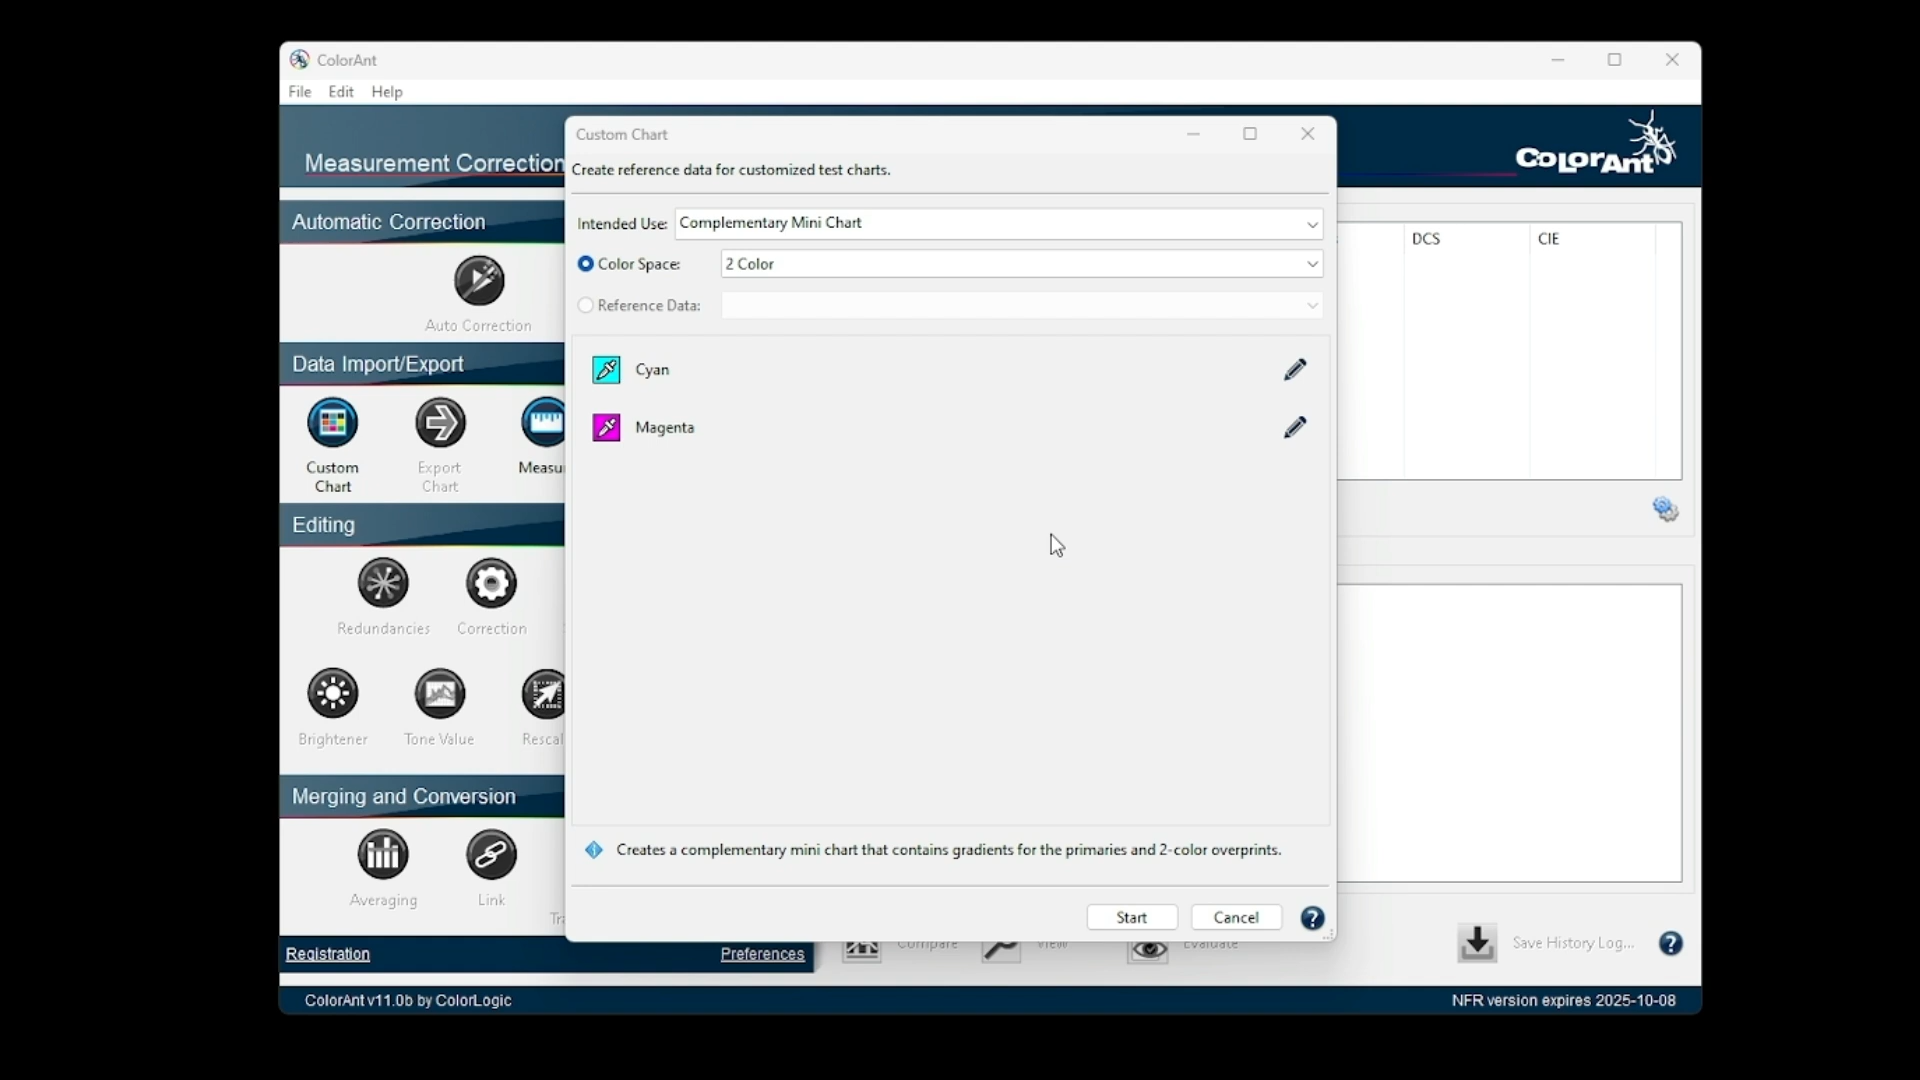 ColorAnt
File Edit Help
Measurement Correction
ColorAnt
Automatic Correction
Auto Correction
Data Import/Export
Custom Chart
Export Chart
Measu
Editing
Redundancies
Correction
Brightener
Tone Value
Rescal
Merging and Conversion
Averaging
Link
Tra
Registration
Preferences
Custom Chart
Create reference data for customized test charts.
Intended Use: Complementary Mini Chart
Color Space: 2 Color
Reference Data:
Cyan
Magenta
Creates a complementary mini chart that contains gradients for the primaries and 2-color overprints.
Start
Cancel
DCS
CIE
Compare
View
Evaluate
Save History Log...
ColorAnt v11.0b by ColorLogic
NFR version expires 2025-10-08